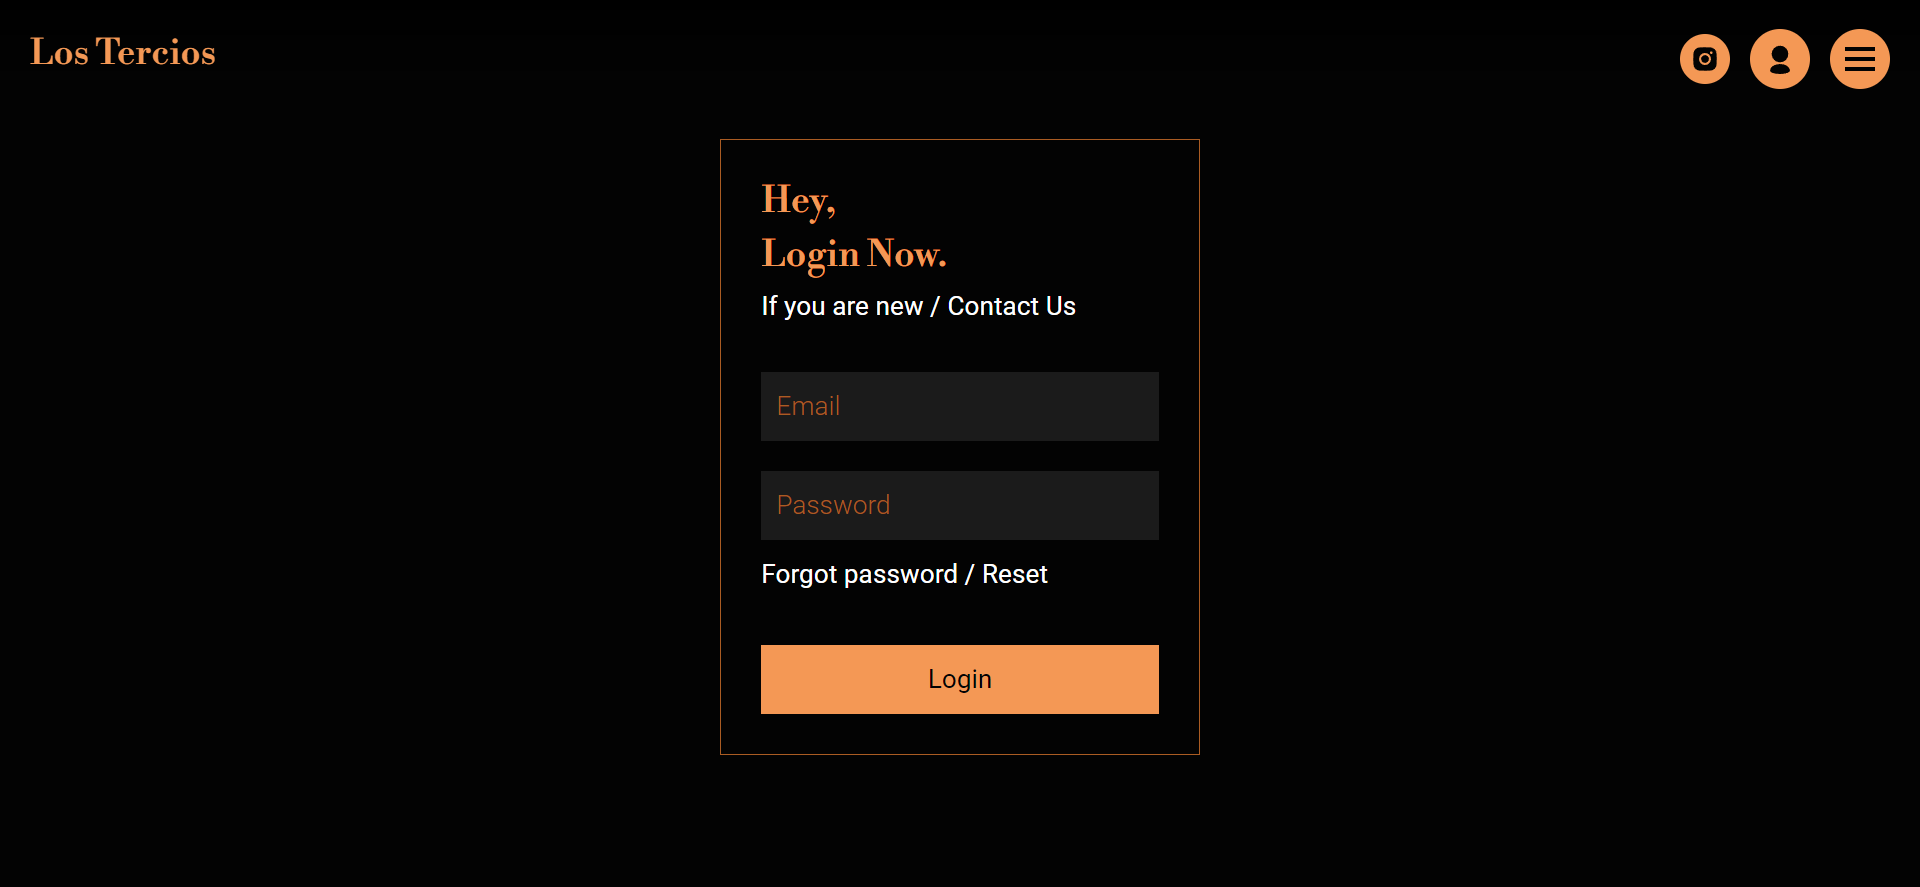 Los Tercios
Hey,
Login Now.
If you are new / Contact Us
Email
Password
Forgot password / Reset
Login